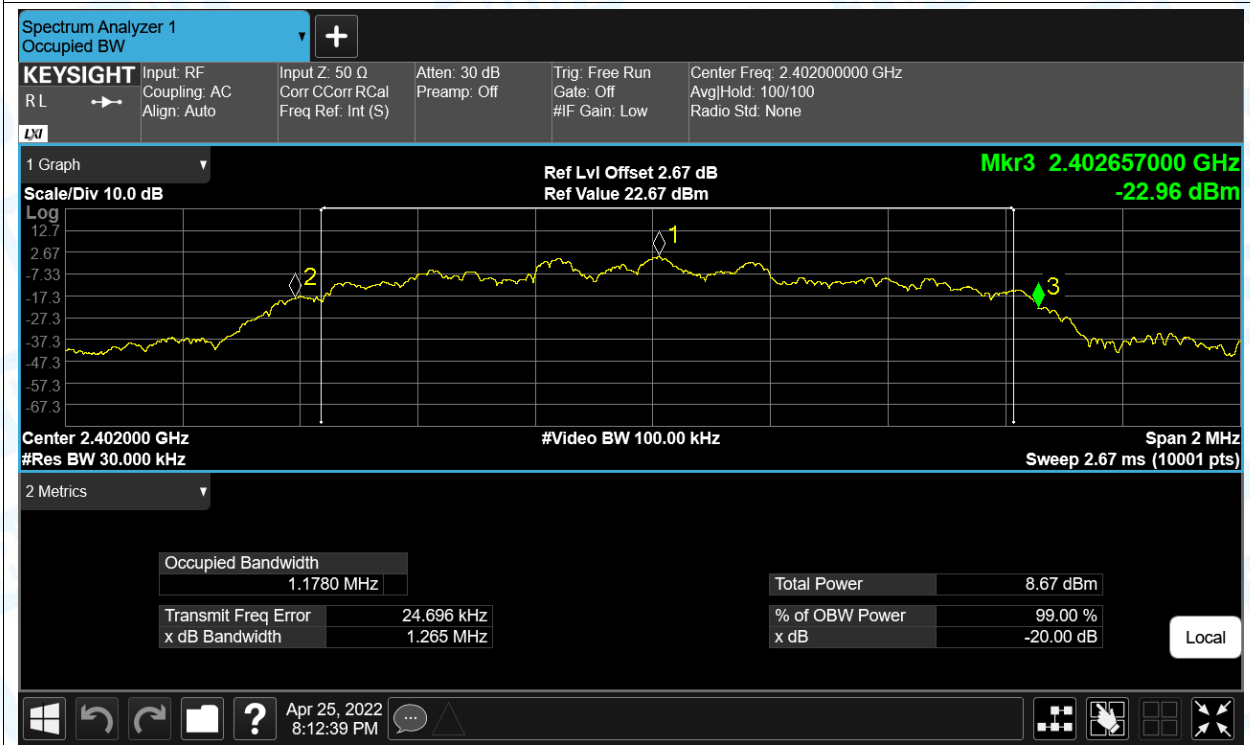 Spectrum Analyzer 1
Occupied BW
+
KEYSIGHT
R L
LXI
Input: RF
Coupling: AC
Align: Auto
Input Z: 50 Ω
Corr CCorr RCal
Freq Ref: Int (S)
Atten: 30 dB
Preamp: Off
Trig: Free Run
Gate: Off
#IF Gain: Low
Center Freq: 2.402000000 GHz
Avg|Hold: 100/100
Radio Std: None
1 Graph
Scale/Div 10.0 dB
Ref Lvl Offset 2.67 dB
Ref Value 22.67 dBm
Mkr3 2.402657000 GHz
-22.96 dBm
Log
12.7
2.67
-7.33
-17.3
-27.3
-37.3
-47.3
-57.3
-67.3
1
2
3
Center 2.402000 GHz
#Res BW 30.000 kHz
#Video BW 100.00 kHz
Span 2 MHz
Sweep 2.67 ms (10001 pts)
2 Metrics
Occupied Bandwidth
1.1780 MHz
Transmit Freq Error 24.696 kHz
x dB Bandwidth 1.265 MHz
Total Power 8.67 dBm
% of OBW Power 99.00 %
x dB -20.00 dB
Local
?
Apr 25, 2022
8:12:39 PM